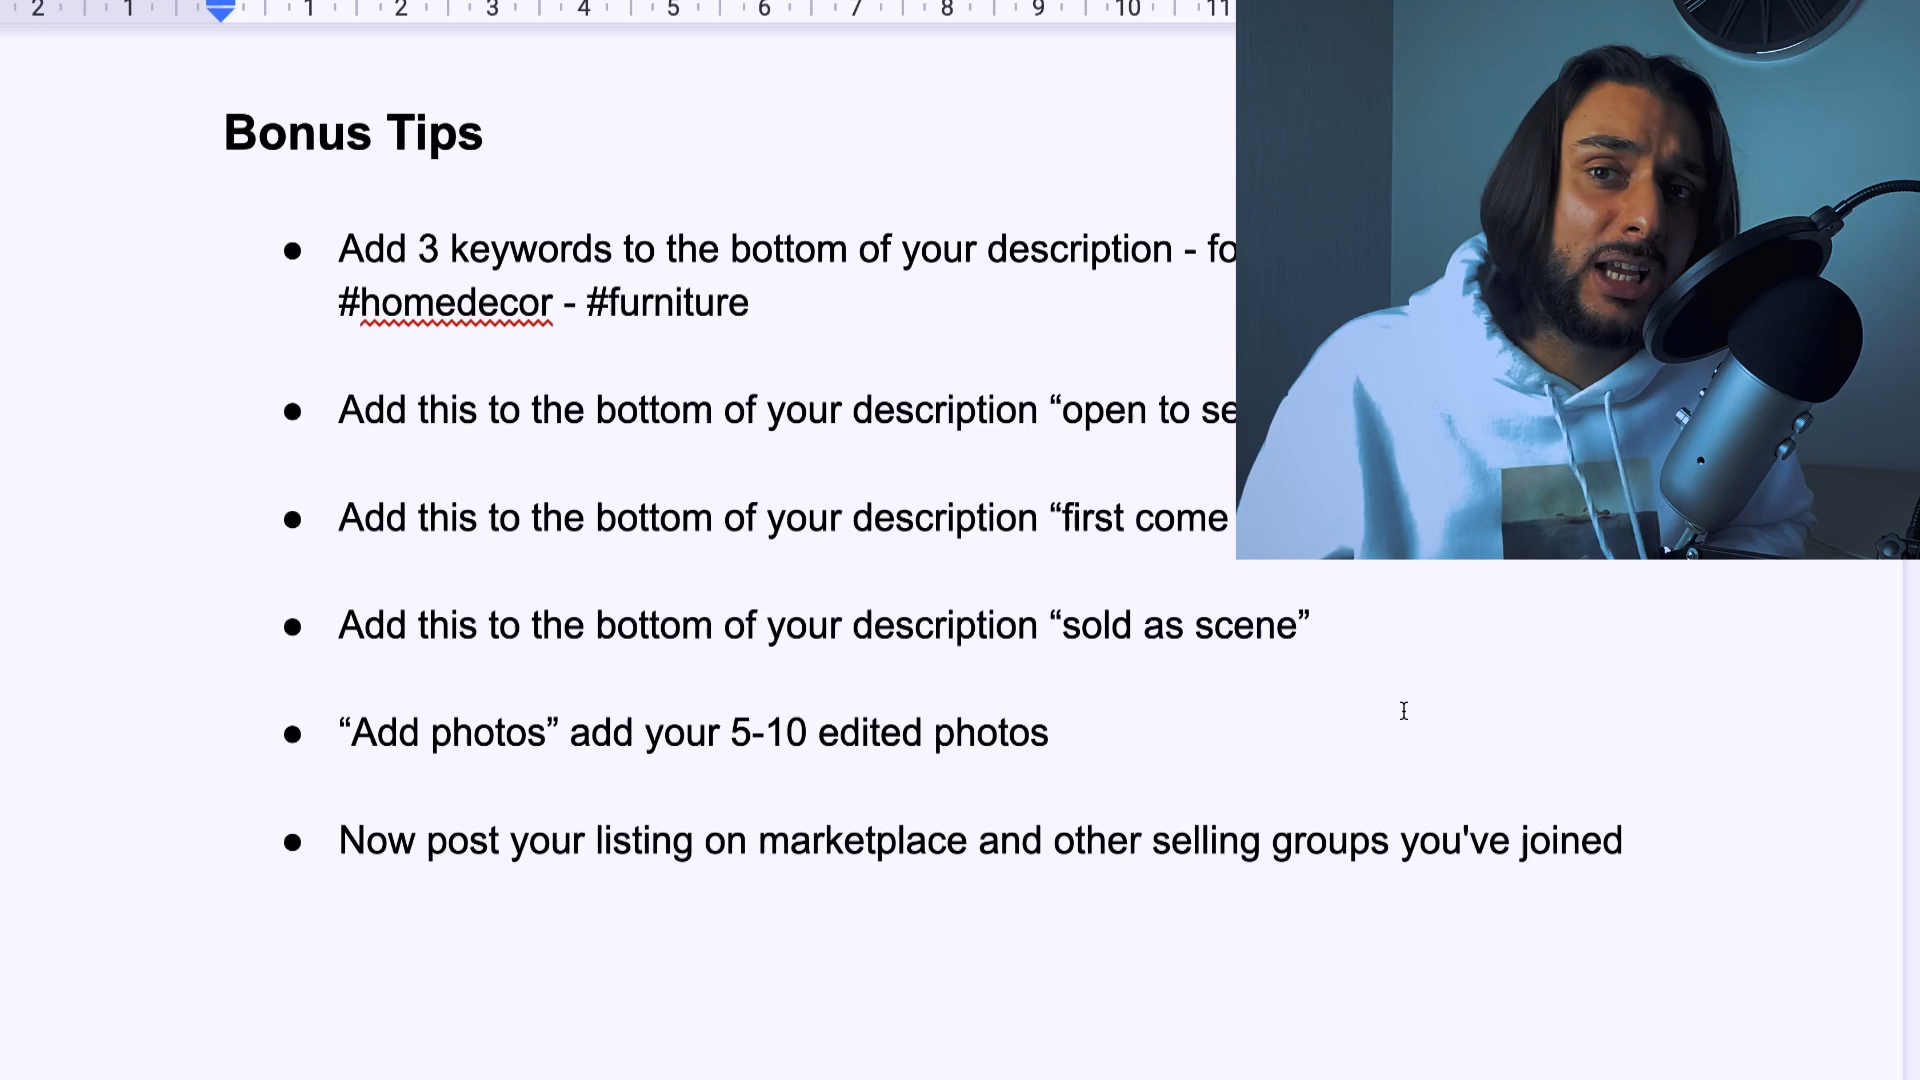 2 1 1 2 3 4 5 6 7 8 9 10 11
Bonus Tips
● Add 3 keywords to the bottom of your description -
#homedecor - #furniture
● Add this to the bottom of your description “open to
● Add this to the bottom of your description “first come
● Add this to the bottom of your description “sold as scene”
● “Add photos” add your 5-10 edited photos
● Now post your listing on marketplace and other selling groups you've joined